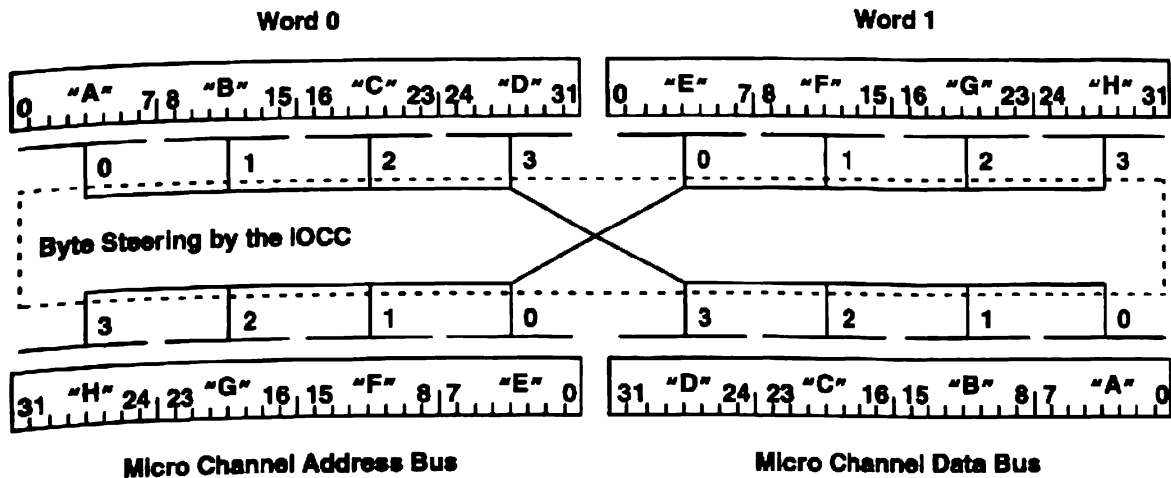 Word 0 Word 1
0 "A" 7 8 "B" 15 16 "C" 23 24 "D" 31 0 "E" 7 8 "F" 15 16 "G" 23 24 "H" 31
0 1 2 3 0 1 2 3
Byte Steering by the IOCC
3 2 1 0 3 2 1 0
31 "H" 24 23 "G" 16 15 "F" 8 7 "E" 0 31 "D" 24 23 "C" 16 15 "B" 8 7 "A" 0
Micro Channel Address Bus Micro Channel Data Bus